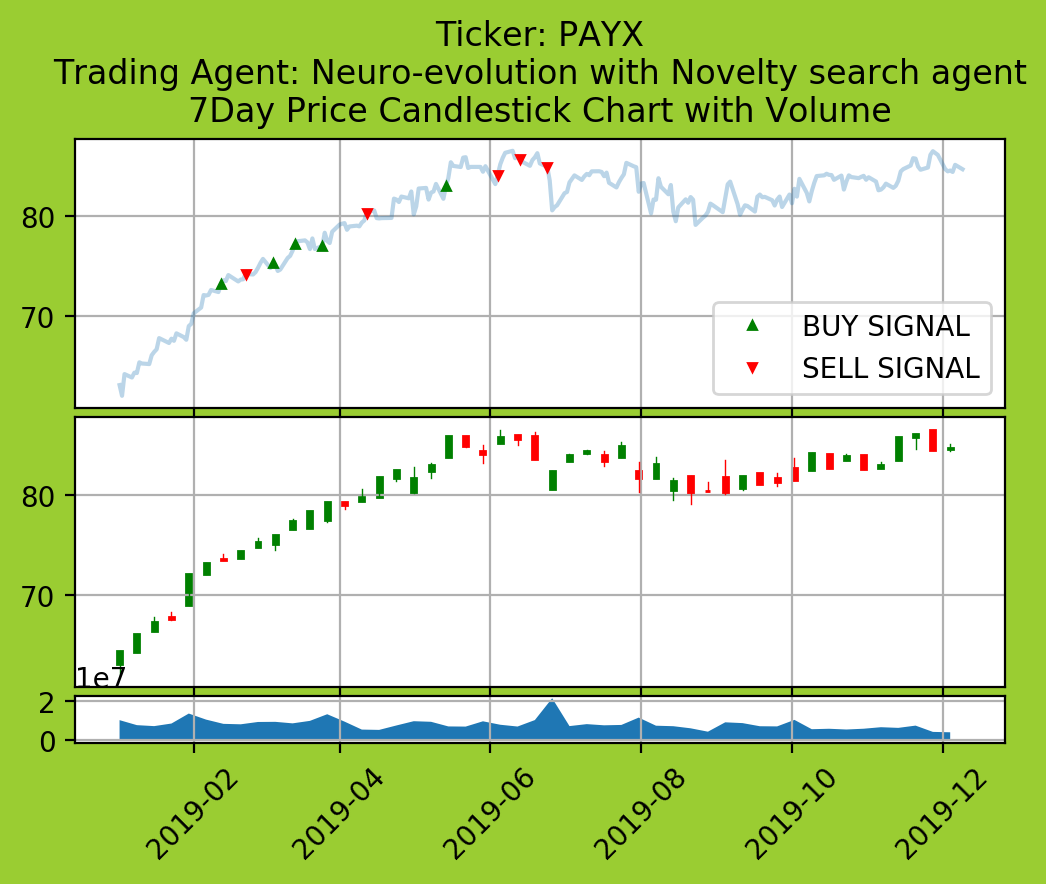 Ticker: PAYX
Trading Agent: Neuro-evolution with Novelty search agent
7Day Price Candlestick Chart with Volume
80
70
BUY SIGNAL
SELL SIGNAL
80
70
1e7
2
0
2019-02
2019-04
2019-06
2019-08
2019-10
2019-12